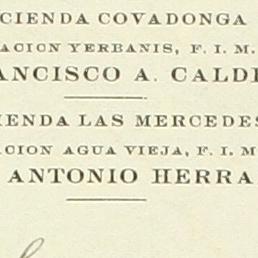 CIENDA COVADONGA
ACION YERBANIS, F. I. M.
ANCISCO A. CALD
IENDA LAS MERCEDES
ACION AGUA VIEJA, F. I. M
ANTONIO HERRA